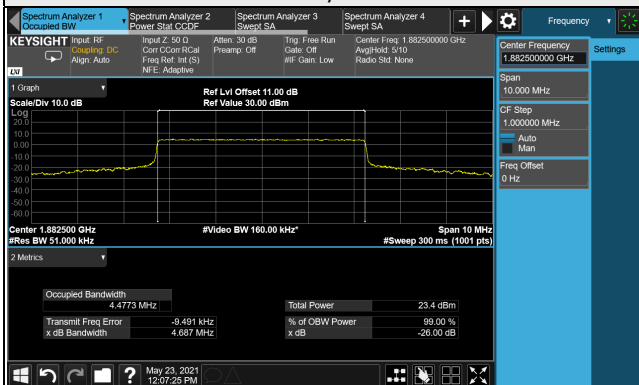 Spectrum Analyzer 1
Occupied BW
Spectrum Analyzer 2
Power Stat CCDF
Spectrum Analyzer 3
Swept SA
Spectrum Analyzer 4
Swept SA
+
Frequency
KEYSIGHT
Input: RF
Coupling: DC
Align: Auto
Input Z: 50 Ω
Corr CCorr RCal
Freq Ref: Int (S)
NFE: Adaptive
Atten: 30 dB
Preamp: Off
Trig: Free Run
Gate: Off
#IF Gain: Low
Center Freq: 1.882500000 GHz
Avg|Hold: 5/10
Radio Std: None
LXI
Center Frequency
1.882500000 GHz
Settings
Span
10.000 MHz
CF Step
1.000000 MHz
Auto
Man
Freq Offset
0 Hz
1 Graph
Scale/Div 10.0 dB
Ref Lvl Offset 11.00 dB
Ref Value 30.00 dBm
Log
20.0
10.0
0.00
-10.0
-20.0
-30.0
-40.0
-50.0
-60.0
Center 1.882500 GHz
#Res BW 51.000 kHz
#Video BW 160.00 kHz*
Span 10 MHz
#Sweep 300 ms (1001 pts)
2 Metrics
Occupied Bandwidth
4.4773 MHz
Total Power 23.4 dBm
Transmit Freq Error -9.491 kHz
% of OBW Power 99.00 %
x dB Bandwidth 4.687 MHz
x dB -26.00 dB
?
May 23, 2021
12:07:25 PM